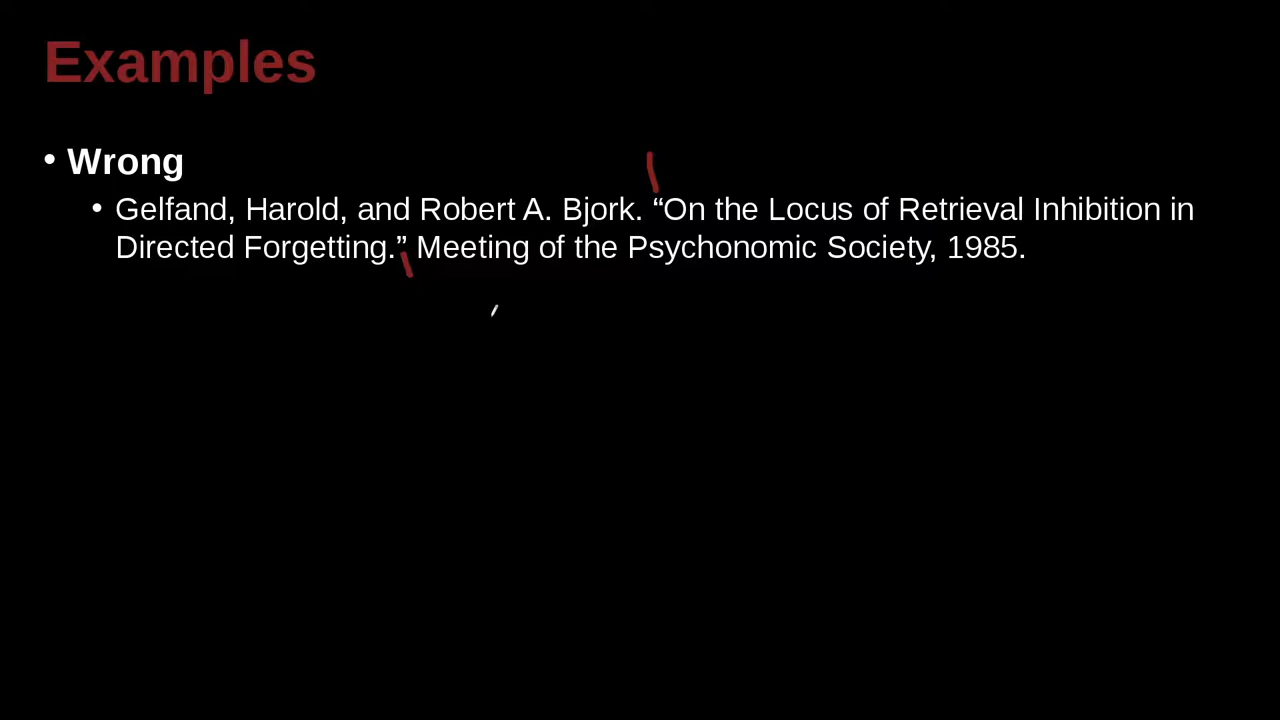 Examples
• Wrong
• Gelfand, Harold, and Robert A. Bjork. “On the Locus of Retrieval Inhibition in
Directed Forgetting.” Meeting of the Psychonomic Society, 1985.